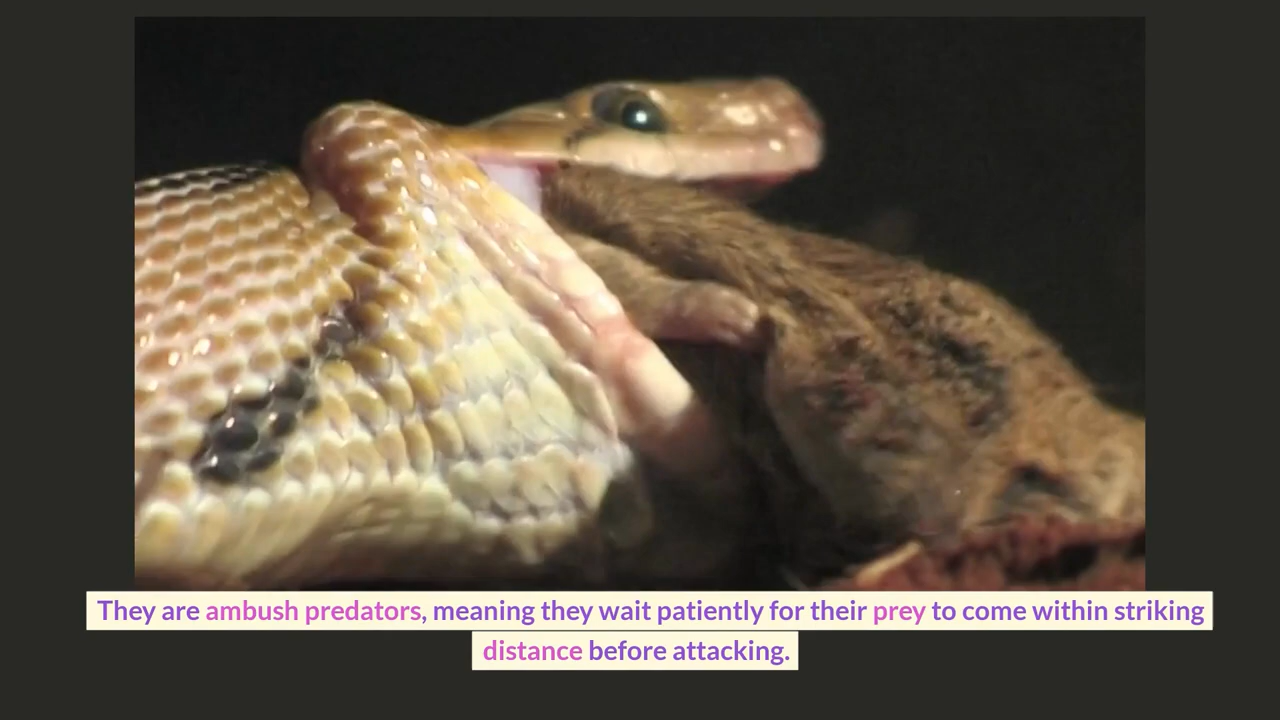 They are ambush predators, meaning they wait patiently for their prey to come within striking
distance before attacking.